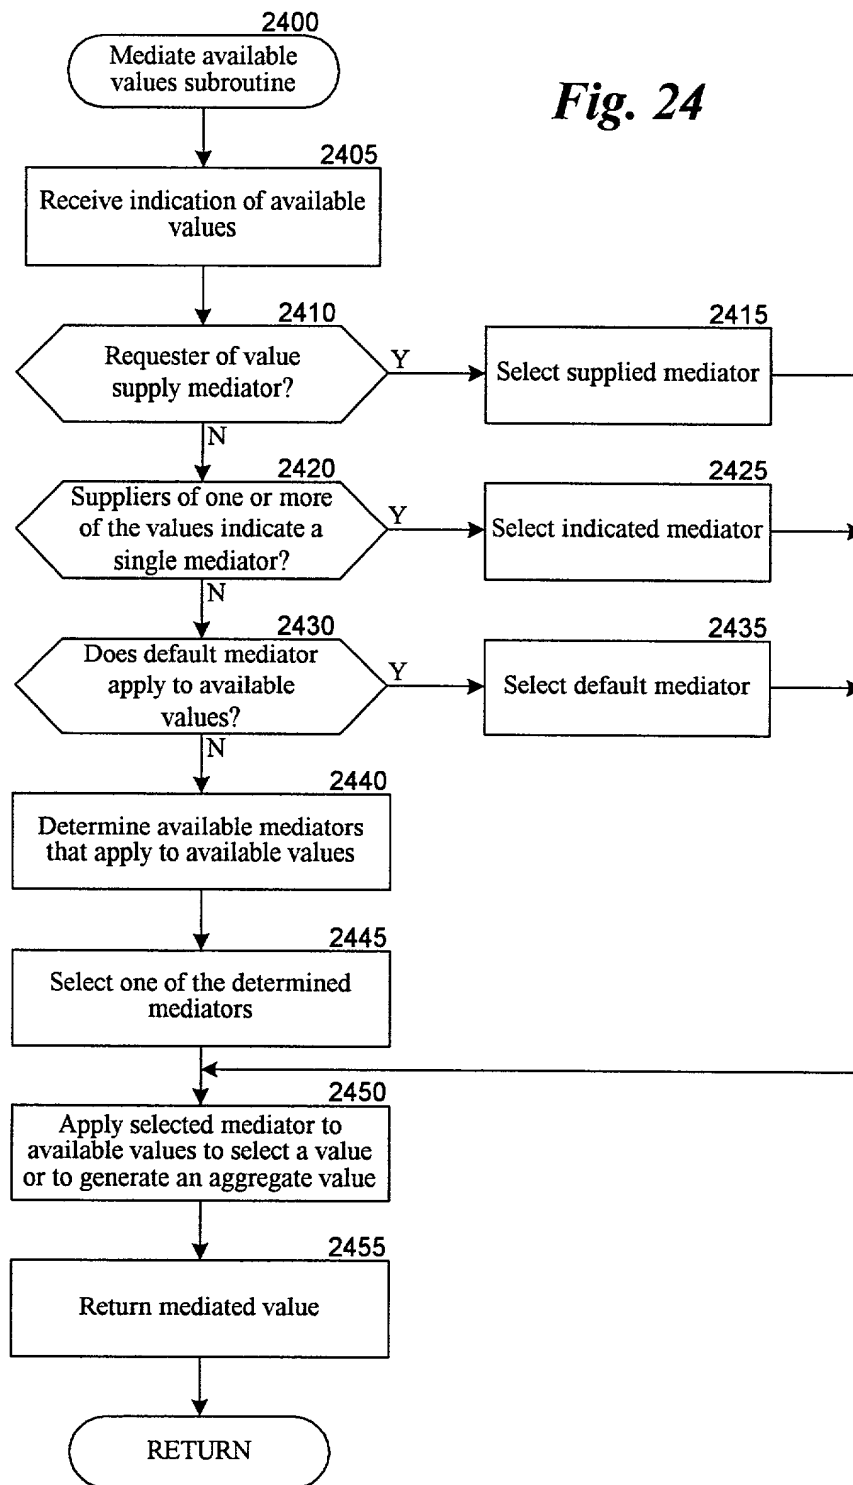 2400
Mediate available
values subroutine
Fig. 24
2405
Receive indication of available
values
2410
Requester of value
supply mediator?
Y
2415
Select supplied mediator
N
2420
Suppliers of one or more
of the values indicate a
single mediator?
Y
2425
Select indicated mediator
N
2430
Does default mediator
apply to available
values?
Y
2435
Select default mediator
N
2440
Determine available mediators
that apply to available values
2445
Select one of the determined
mediators
2450
Apply selected mediator to
available values to select a value
or to generate an aggregate value
2455
Return mediated value
RETURN